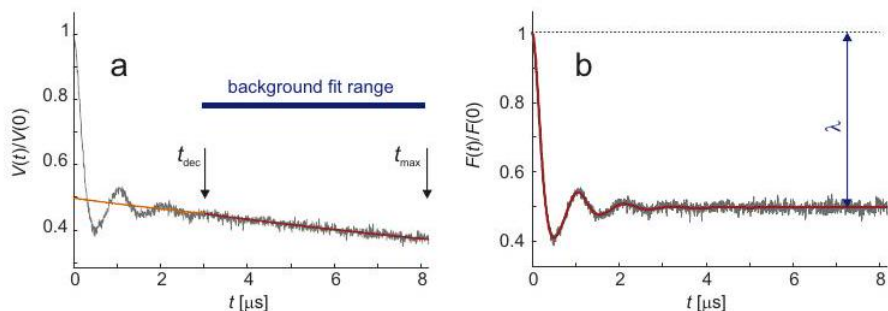 a
background fit range
t_dec
t_max
V(t)/V(0)
1
0.8
0.6
0.4
0 2 4 6 8
t [µs]
b
λ
F(t)/F(0)
1
0.8
0.6
0.4
0 2 4 6 8
t [µs]